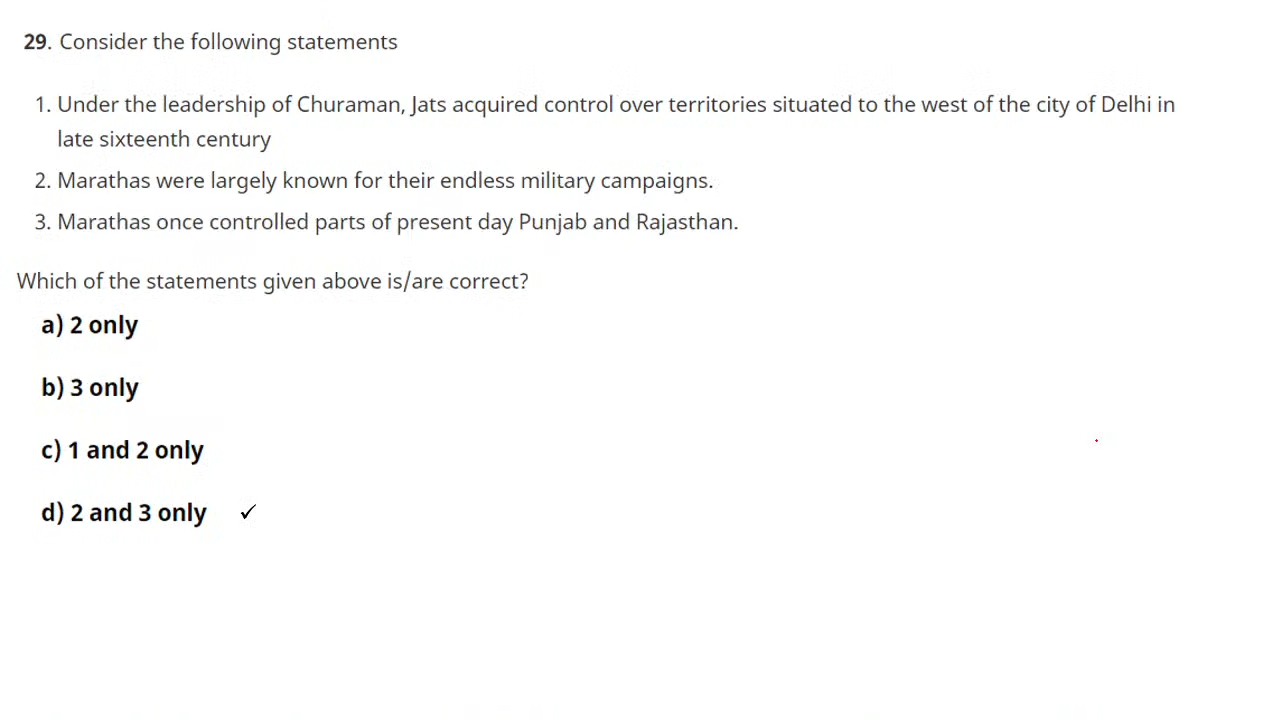 29. Consider the following statements
1. Under the leadership of Churaman, Jats acquired control over territories situated to the west of the city of Delhi in
late sixteenth century
2. Marathas were largely known for their endless military campaigns.
3. Marathas once controlled parts of present day Punjab and Rajasthan.
Which of the statements given above is/are correct?
a) 2 only
b) 3 only
c) 1 and 2 only
d) 2 and 3 only ✓